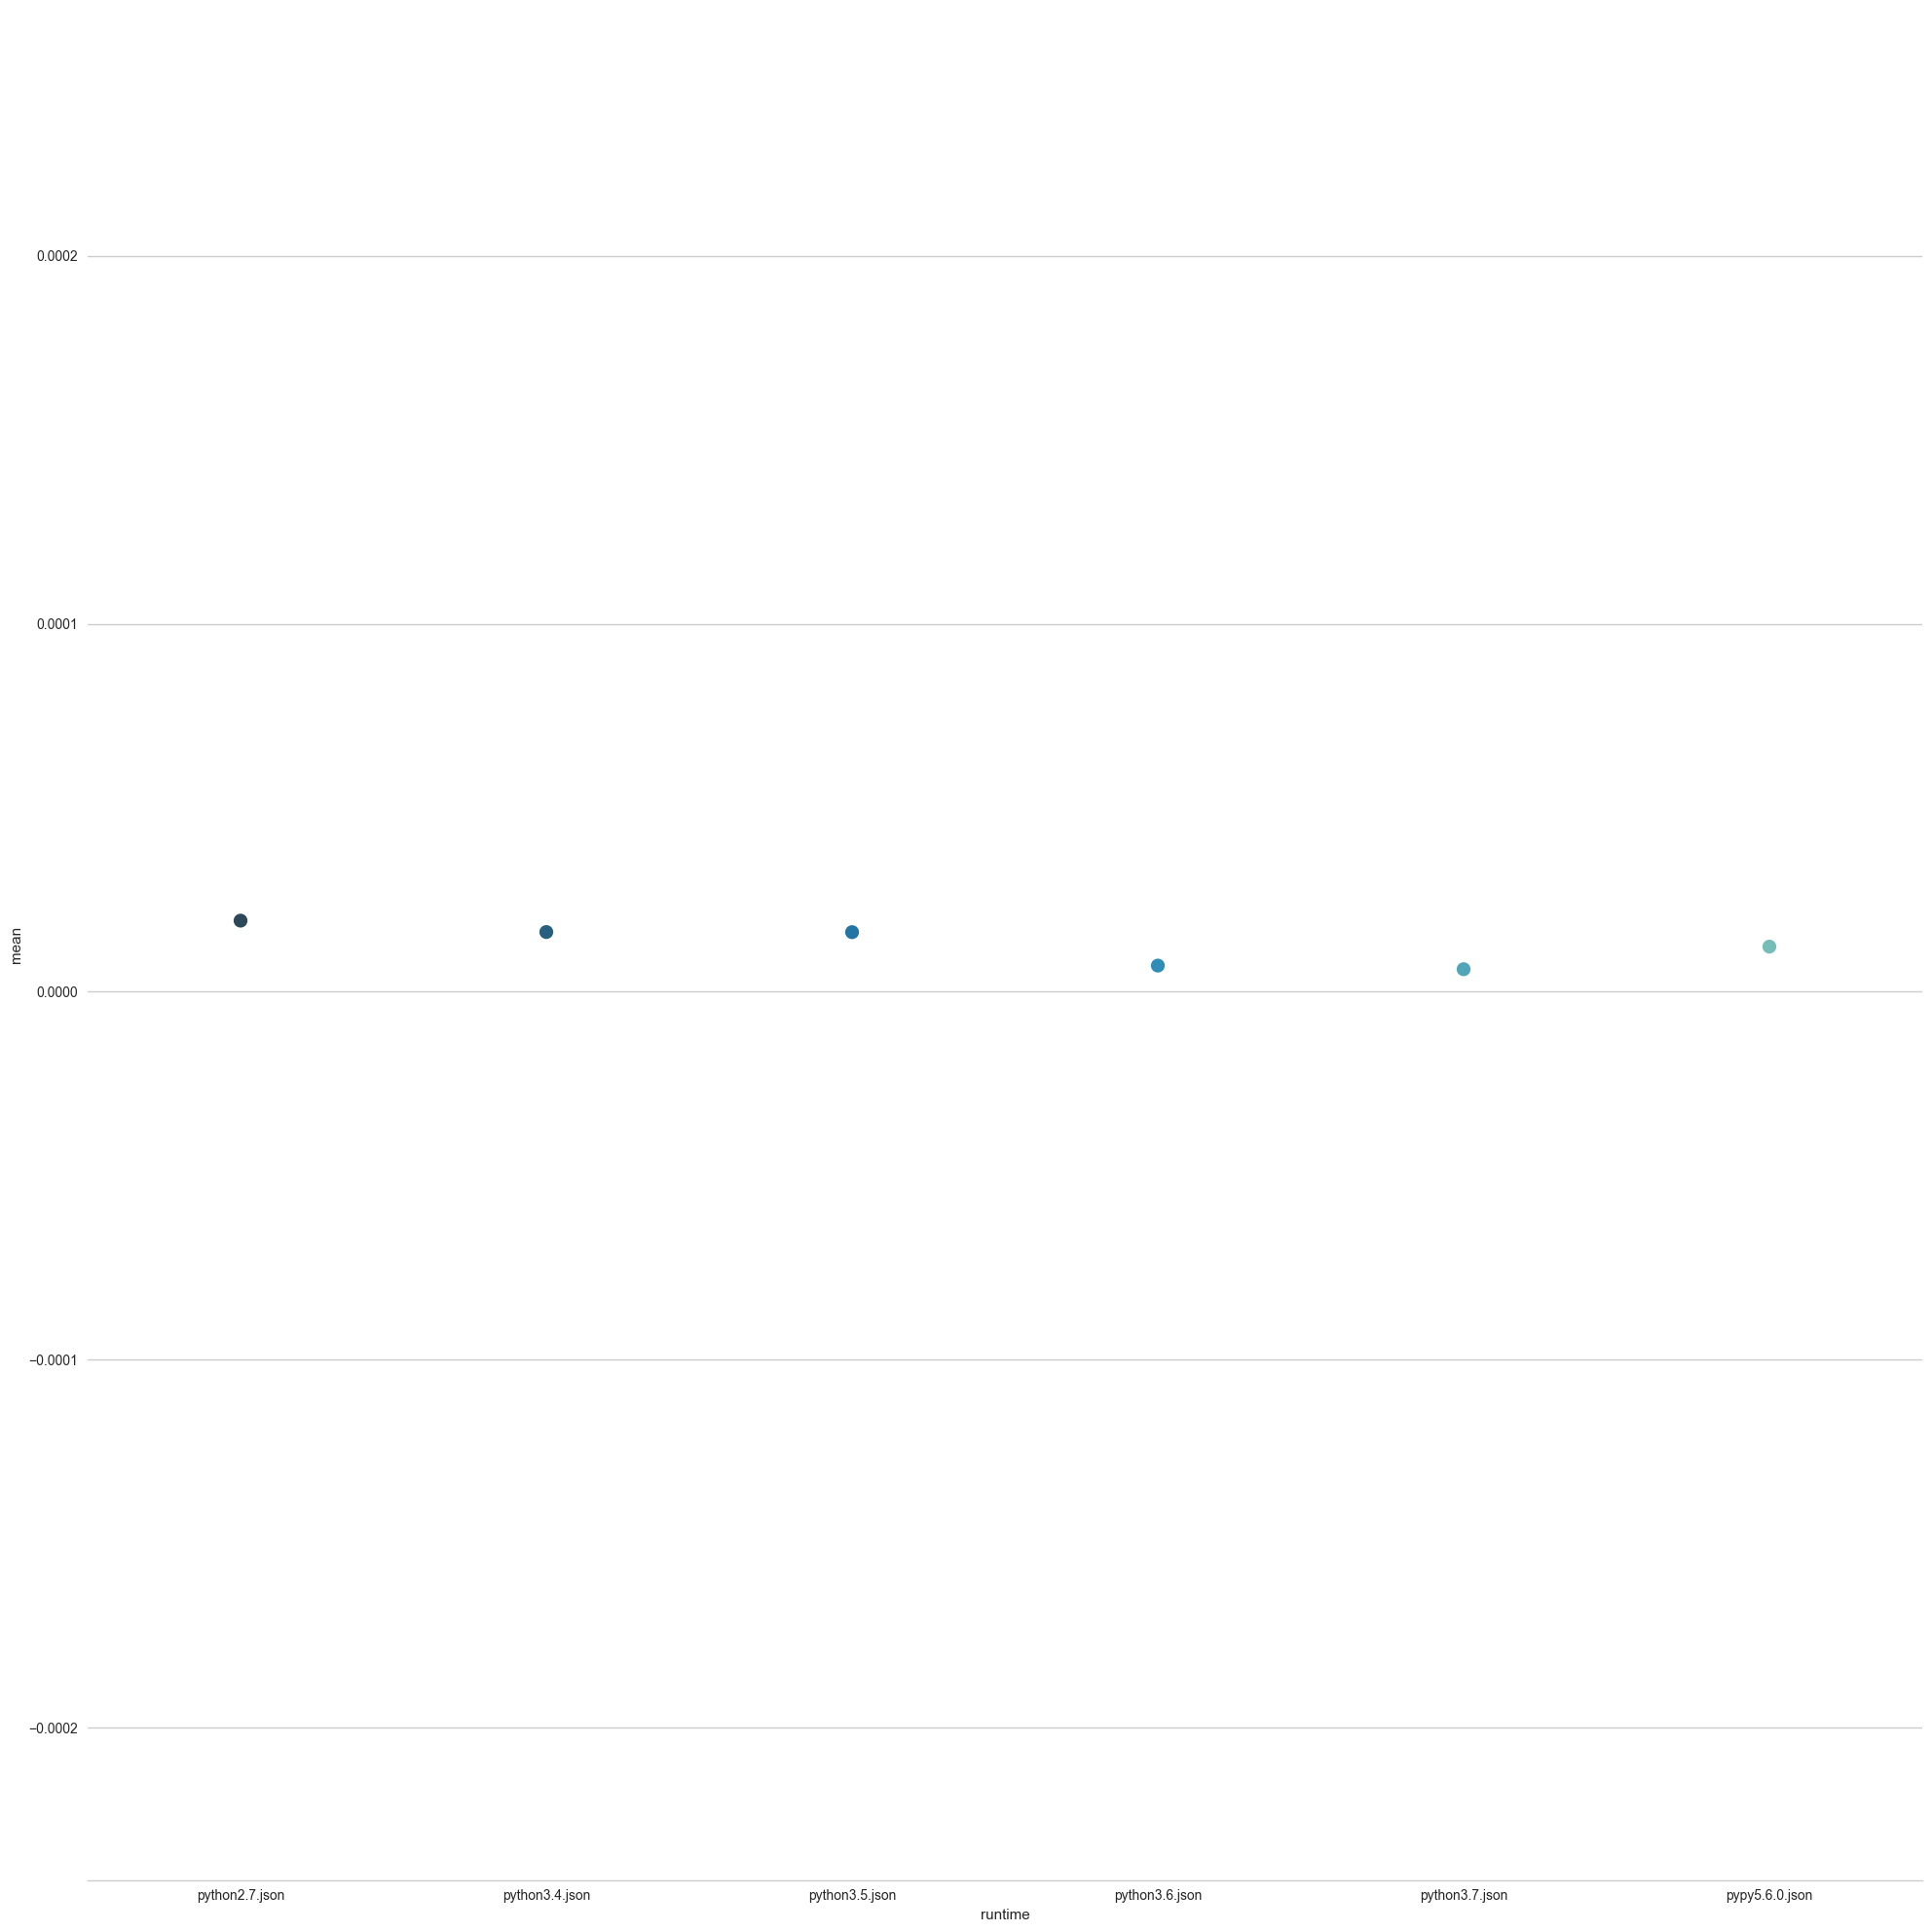 0.0002
0.0001
0.0000
−0.0001
−0.0002
mean
python2.7.json python3.4.json python3.5.json python3.6.json python3.7.json pypy5.6.0.json
runtime